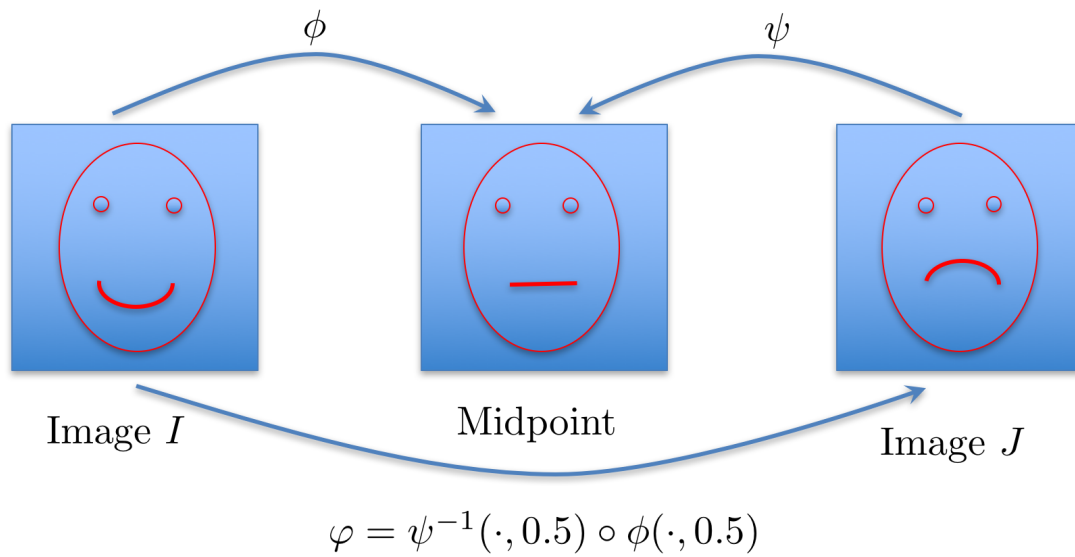 ϕ ψ
Image I Midpoint Image J
φ = ψ⁻¹(·, 0.5) ∘ ϕ(·, 0.5)